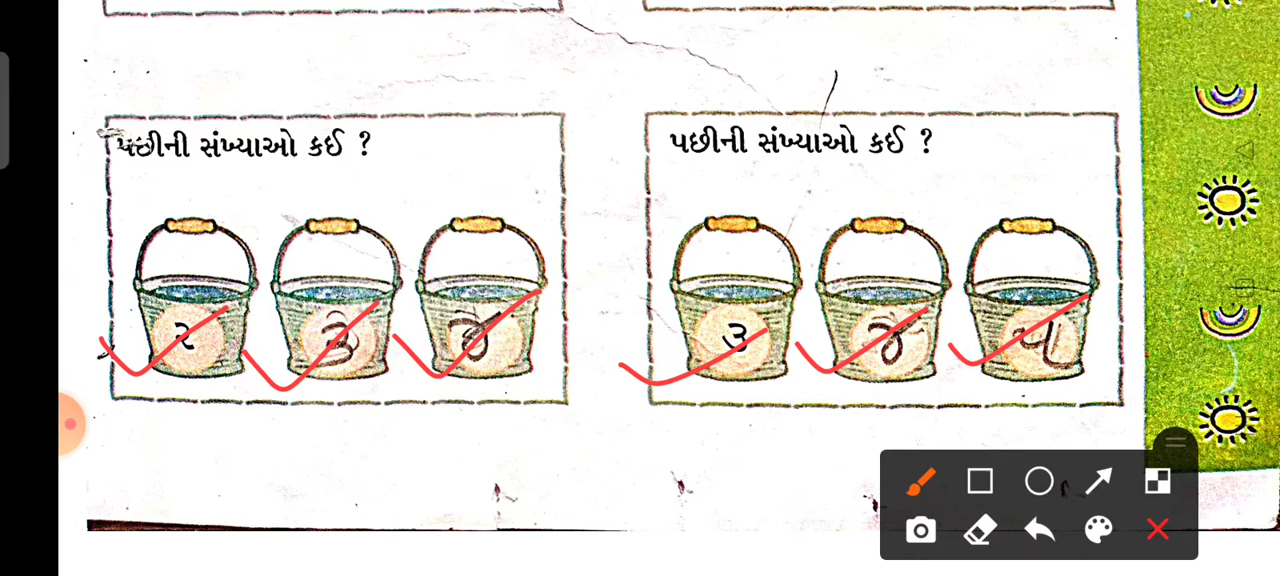 પછીની સંખ્યાઓ કઈ ?
૨ ૩ ૪
પછીની સંખ્યાઓ કઈ ?
૩ ૪ ૫